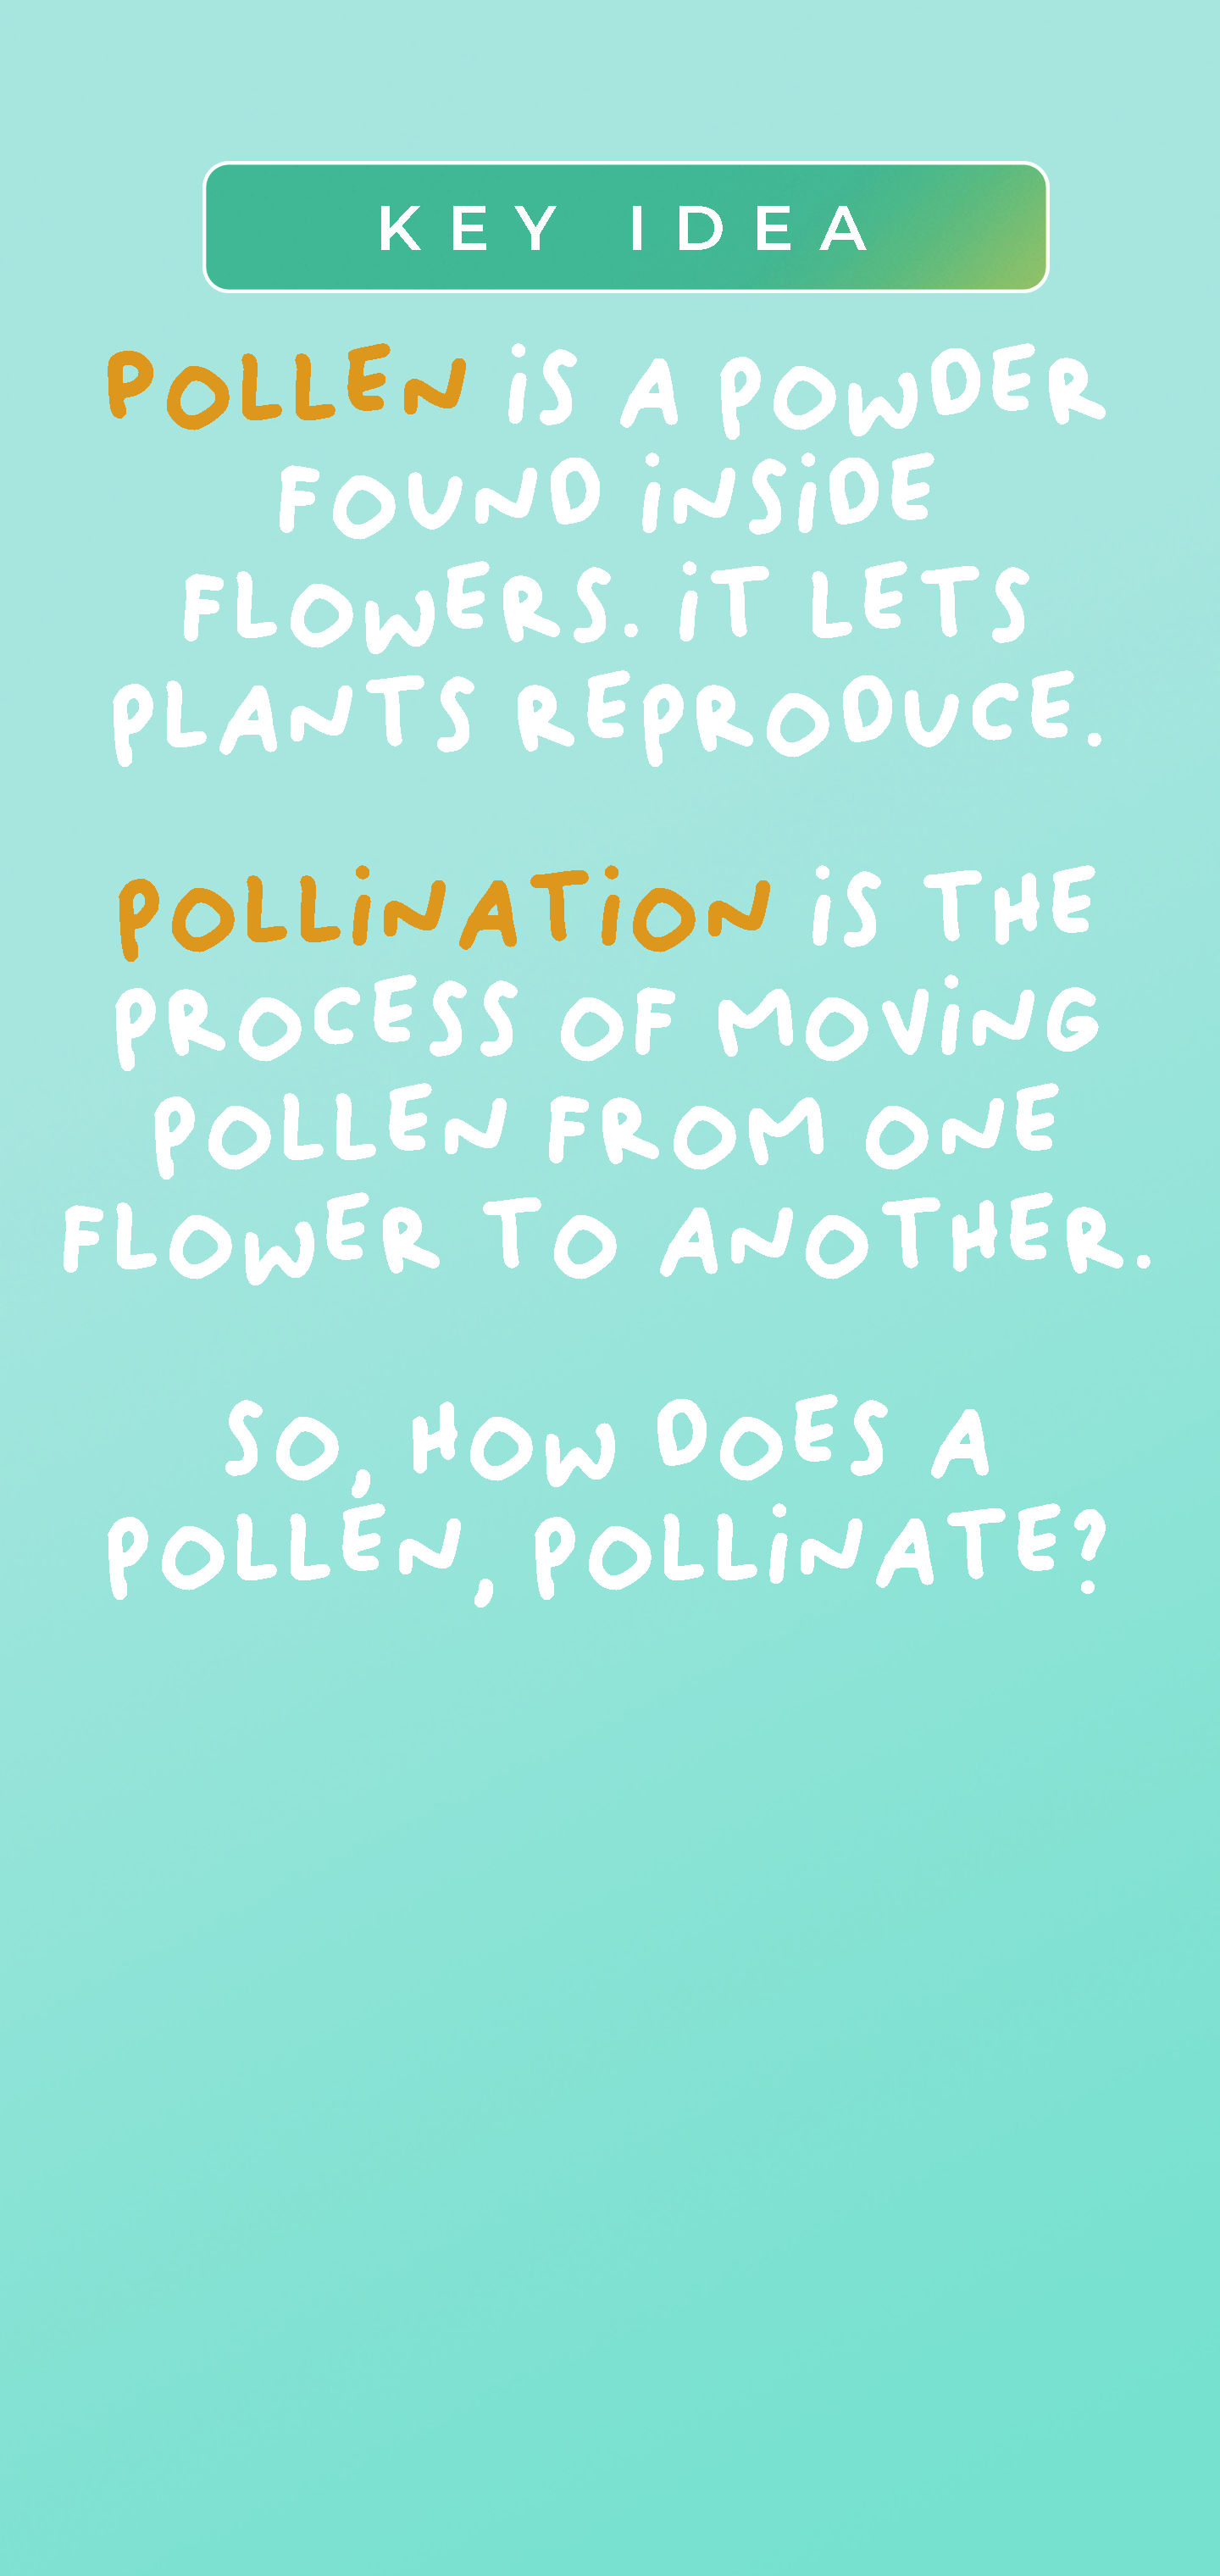 KEY IDEA
POLLEN iS A POWDER
FOUND iNSiDE
FLOWERS. iT LETS
PLANTS REPRODUCE.
POLLiNATiON iS THE
PROCESS OF MOViNG
POLLEN FROM ONE
FLOWER TO ANOTHER.
SO, HOW DOES A
POLLEN, POLLiNATE?